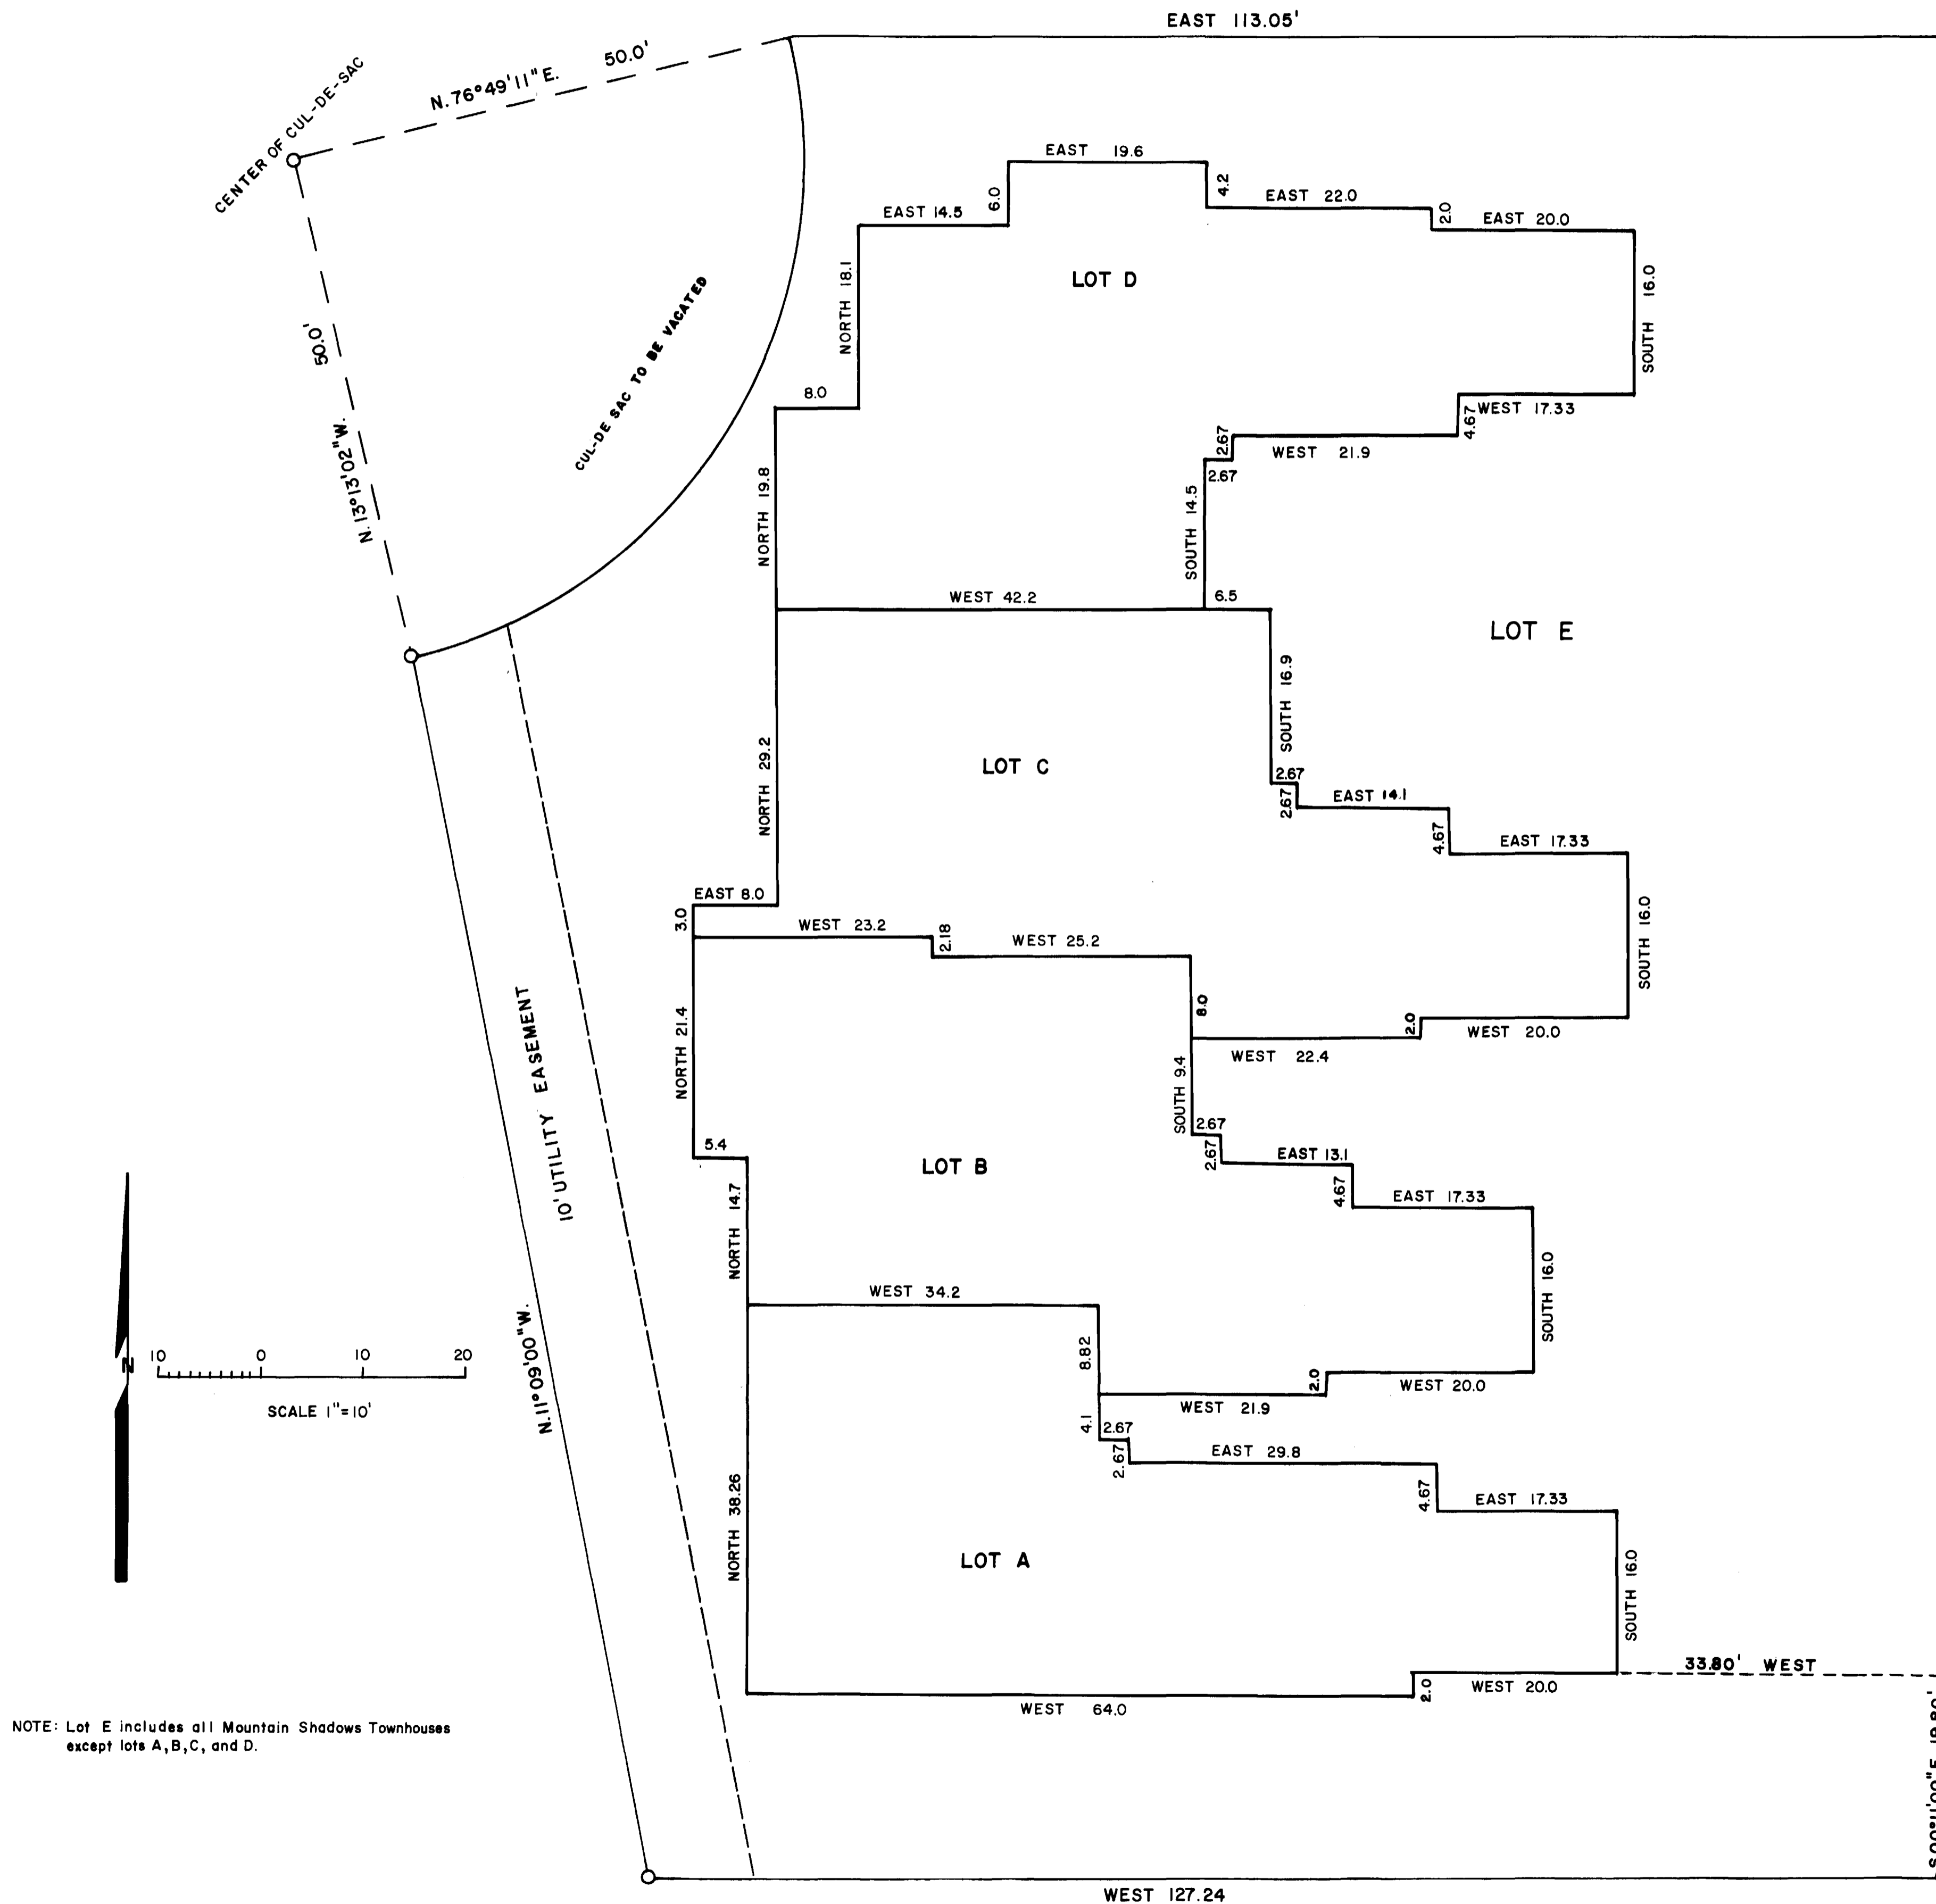 EAST 113.05'
50.0'
N. 76°49'11" E.
CENTER OF CUL-DE-SAC
EAST 19.6
4.2
6.0
EAST 22.0
2.0
EAST 14.5
EAST 20.0
LOT D
NORTH 18.1
SOUTH 16.0
50.0'
CUL-DE SAC TO BE VACATED
8.0
WEST 17.33
4.67
N. 13°13'02" W.
2.67
WEST 21.9
2.67
NORTH 19.8
SOUTH 14.5
WEST 42.2
6.5
LOT E
SOUTH 16.9
LOT C
NORTH 29.2
2.67
2.67
EAST 14.1
4.67
EAST 17.33
EAST 8.0
3.0
WEST 23.2
2.18
WEST 25.2
SOUTH 16.0
8.0
2.0
WEST 20.0
WEST 22.4
NORTH 21.4
SOUTH 9.4
10' UTILITY EASEMENT
2.67
2.67
5.4
EAST 13.1
LOT B
4.67
EAST 17.33
NORTH 14.7
SOUTH 16.0
WEST 34.2
8.82
N. 11°09'00" W.
2.0
WEST 20.0
WEST 21.9
N
10 0 10 20
SCALE 1"=10'
4.1
2.67
2.67
EAST 29.8
4.67
EAST 17.33
NORTH 38.26
LOT A
SOUTH 16.0
33.80' WEST
2.0
WEST 20.0
WEST 64.0
NOTE: Lot E includes all Mountain Shadows Townhouses
except lots A,B,C, and D.
S00°11'00"E 19.80'
WEST 127.24